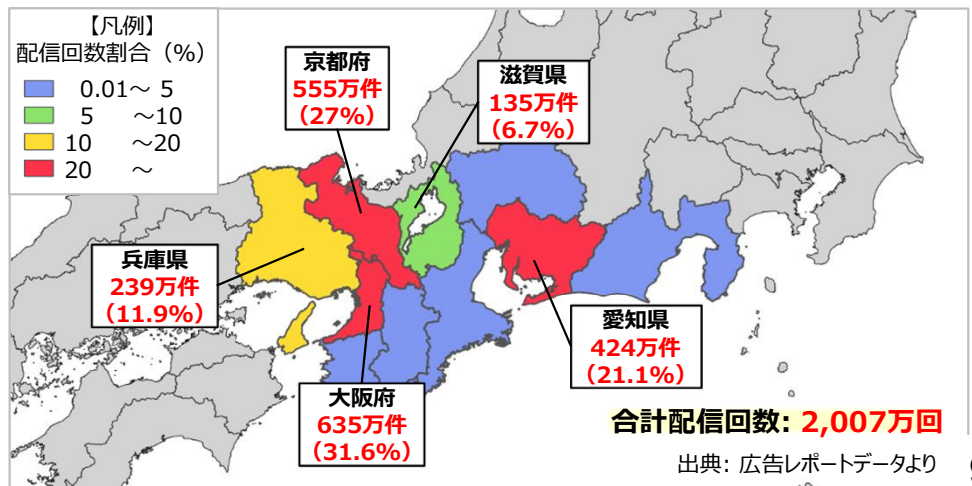 【凡例】
配信回数割合（%）
0.01～ 5
5 ～10
10 ～20
20 ～
京都府
555万件
(27%)
滋賀県
135万件
(6.7%)
兵庫県
239万件
(11.9%)
大阪府
635万件
(31.6%)
愛知県
424万件
(21.1%)
合計配信回数: 2,007万回
出典: 広告レポートデータより